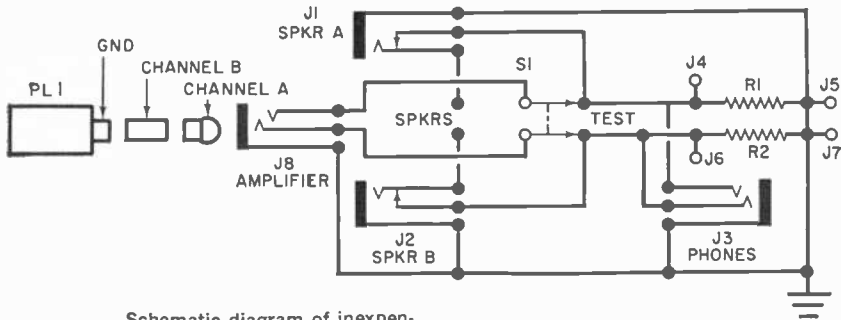 J1
SPKR A
GND
CHANNEL B
CHANNEL A
PL1
S1
J4
R1
J5
SPKRS
TEST
J8
AMPLIFIER
J6
R2
J7
J2
SPKR B
J3
PHONES
Schematic diagram of inexpen-